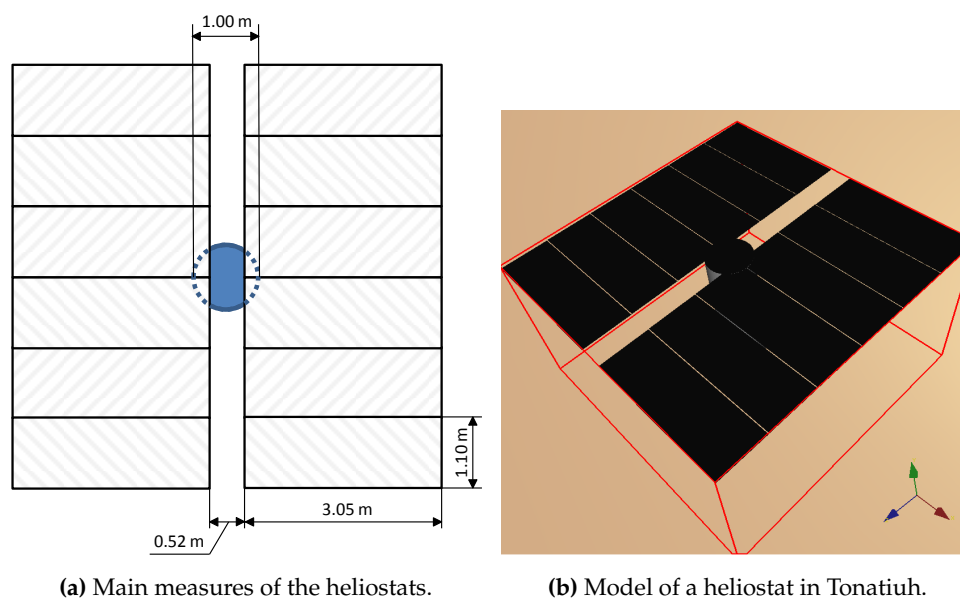 1.00 m
1.10 m
3.05 m
0.52 m
(a) Main measures of the heliostats.
(b) Model of a heliostat in Tonatiuh.